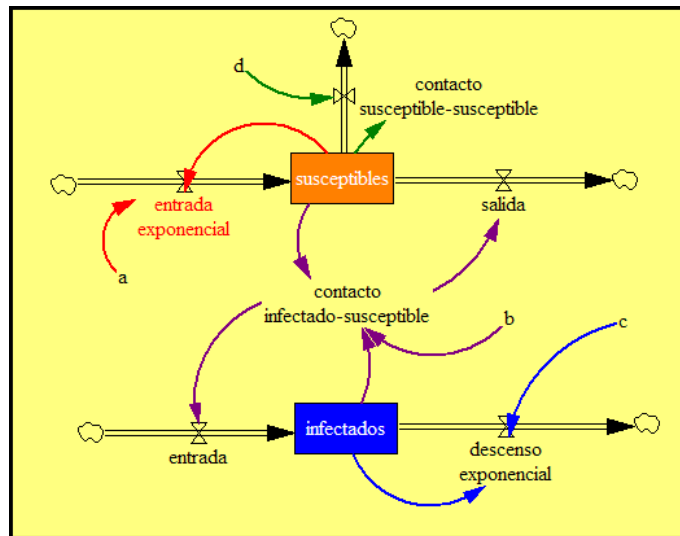 d
contacto
susceptible-susceptible
susceptibles
entrada
exponencial
salida
a
contacto
infectado-susceptible
b
c
infectados
entrada
descenso
exponencial